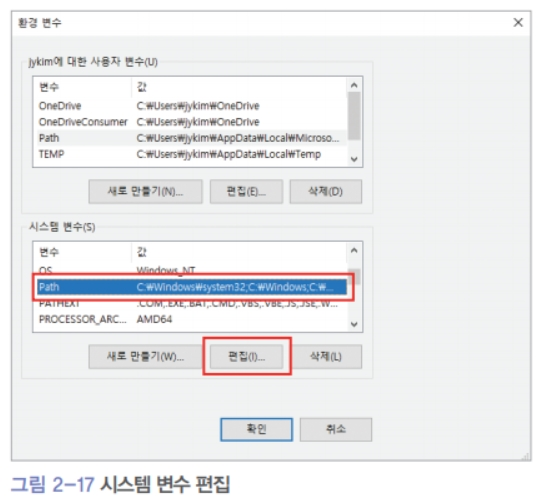 환경 변수
jykim에 대한 사용자 변수(U)
변수 값
OneDrive C:₩Users₩jykim₩OneDrive
OneDriveConsumer C:₩Users₩jykim₩OneDrive
Path C:₩Users₩jykim₩AppData₩Local₩Microso...
TEMP C:₩Users₩jykim₩AppData₩Local₩Temp
새로 만들기(N)... 편집(E)... 삭제(D)
시스템 변수(S)
변수 값
OS Windows_NT
Path C:₩Windows₩system32;C:₩Windows;C:₩...
PATHEXT .COM;.EXE;.BAT;.CMD;.VBS;.VBE;.JS;.JSE;.W...
PROCESSOR_ARC... AMD64
새로 만들기(W)... 편집(I)... 삭제(L)
확인 취소
그림 2-17 시스템 변수 편집